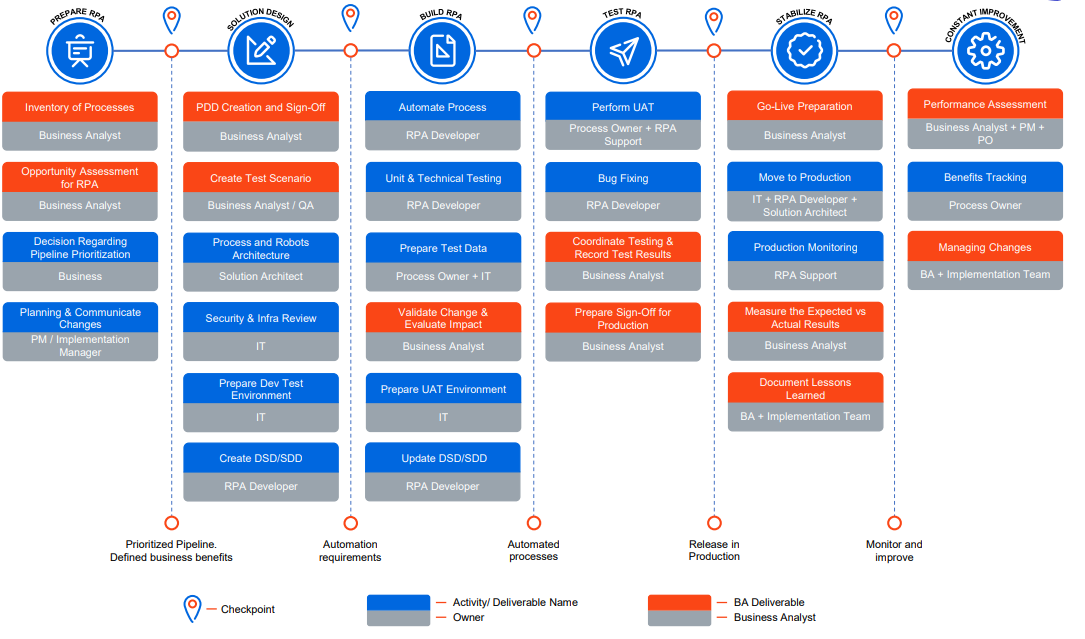 PREPARE RPA
SOLUTION DESIGN
BUILD RPA
TEST RPA
STABILIZE RPA
CONSTANT IMPROVEMENT
Inventory of Processes
Business Analyst
Opportunity Assessment
for RPA
Business Analyst
Decision Regarding
Pipeline Prioritization
Business
Planning & Communicate
Changes
PM / Implementation
Manager
PDD Creation and Sign-Off
Business Analyst
Create Test Scenario
Business Analyst / QA
Process and Robots
Architecture
Solution Architect
Security & Infra Review
IT
Prepare Dev Test
Environment
IT
Create DSD/SDD
RPA Developer
Automate Process
RPA Developer
Unit & Technical Testing
RPA Developer
Prepare Test Data
Process Owner + IT
Validate Change &
Evaluate Impact
Business Analyst
Prepare UAT Environment
IT
Update DSD/SDD
RPA Developer
Perform UAT
Process Owner + RPA
Support
Bug Fixing
RPA Developer
Coordinate Testing &
Record Test Results
Business Analyst
Prepare Sign-Off for
Production
Business Analyst
Go-Live Preparation
Business Analyst
Move to Production
IT + RPA Developer +
Solution Architect
Production Monitoring
RPA Support
Measure the Expected vs
Actual Results
Business Analyst
Document Lessons
Learned
BA + Implementation Team
Performance Assessment
Business Analyst + PM +
PO
Benefits Tracking
Process Owner
Managing Changes
BA + Implementation Team
Prioritized Pipeline.
Defined business benefits
Automation
requirements
Automated
processes
Release in
Production
Monitor and
improve
Checkpoint
Activity/ Deliverable Name
Owner
BA Deliverable
Business Analyst